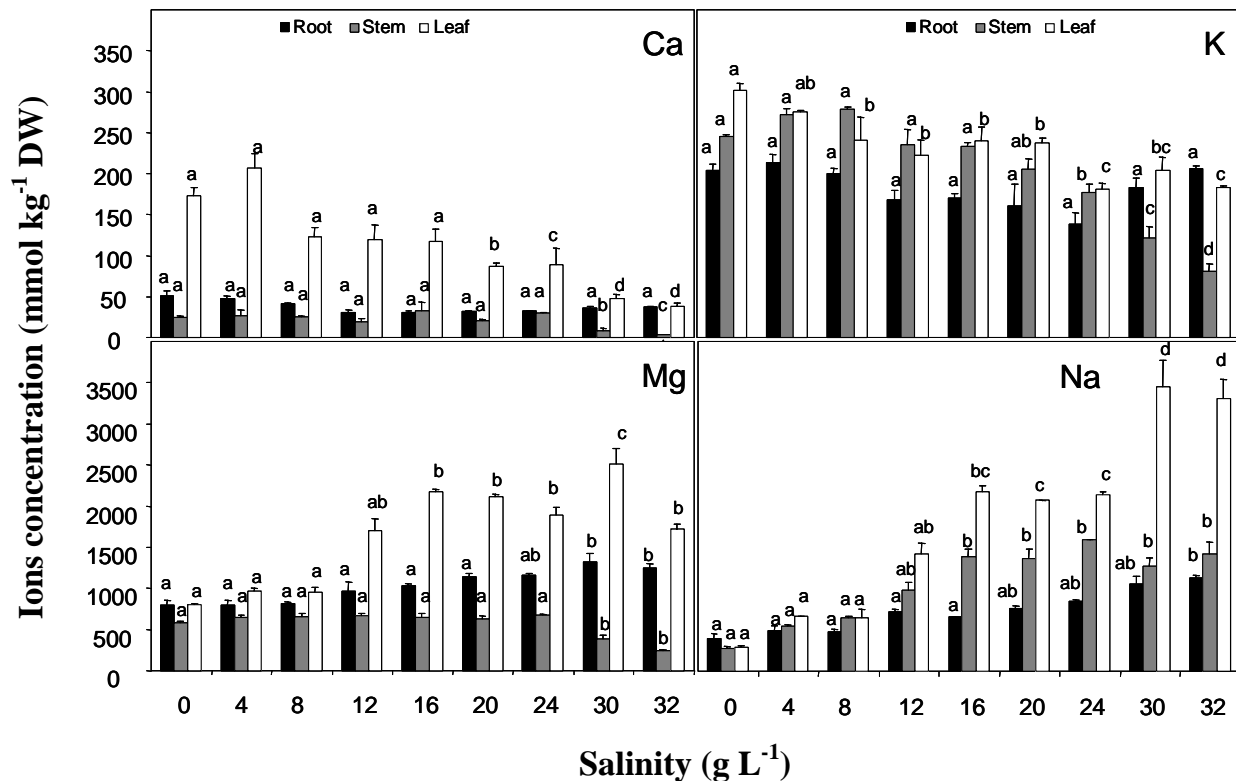 Root Stem Leaf
Ca
350
300
250
200
150
100
50
0
a a a a a a b c d
a a a a a a a a a
a a a a a a a b c
Root Stem Leaf
K
a ab b b b b c bc c
a a a a a ab b c d
a a a a a a a a a
Mg
3500
3000
2500
2000
1500
1000
500
0
a a a ab b b b c b
a a a a a a ab b b
a a a a a a a b b
Na
a a a ab bc c c d d
a a a ab b b b b b
a a a a a ab ab ab b
0 4 8 12 16 20 24 30 32
0 4 8 12 16 20 24 30 32
Ions concentration (mmol kg-1 DW)
Salinity (g L-1)